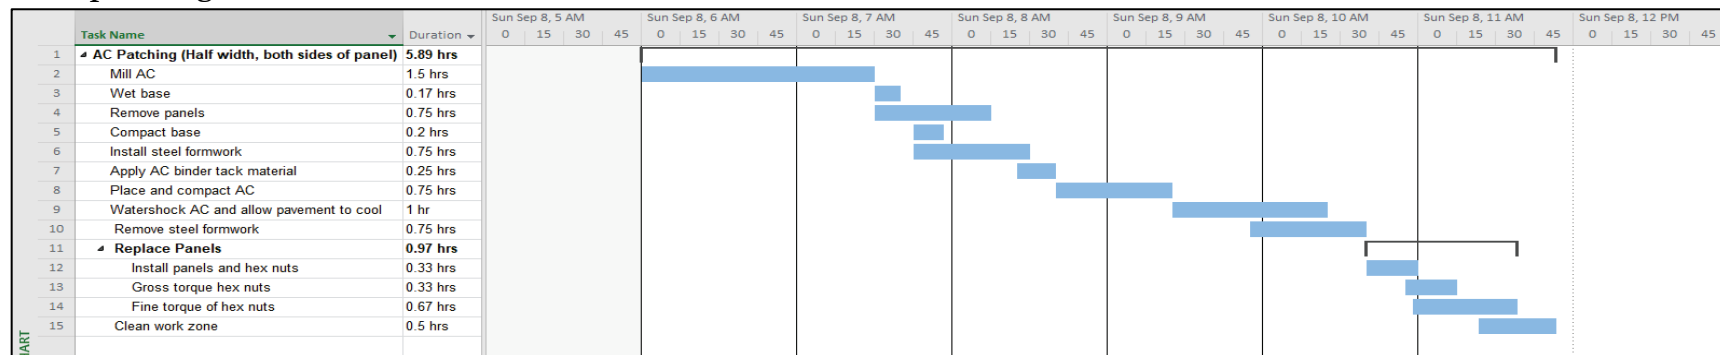 Sun Sep 8, 5 AM Sun Sep 8, 6 AM Sun Sep 8, 7 AM Sun Sep 8, 8 AM Sun Sep 8, 9 AM Sun Sep 8, 10 AM Sun Sep 8, 11 AM Sun Sep 8, 12 PM
Task Name Duration 0 15 30 45 0 15 30 45 0 15 30 45 0 15 30 45 0 15 30 45 0 15 30 45 0 15 30 45 0 15 30 45
1 AC Patching (Half width, both sides of panel) 5.89 hrs
2 Mill AC 1.5 hrs
3 Wet base 0.17 hrs
4 Remove panels 0.75 hrs
5 Compact base 0.2 hrs
6 Install steel formwork 0.75 hrs
7 Apply AC binder tack material 0.25 hrs
8 Place and compact AC 0.75 hrs
9 Watershock AC and allow pavement to cool 1 hr
10 Remove steel formwork 0.75 hrs
11 Replace Panels 0.97 hrs
12 Install panels and hex nuts 0.33 hrs
13 Gross torque hex nuts 0.33 hrs
14 Fine torque of hex nuts 0.67 hrs
15 Clean work zone 0.5 hrs